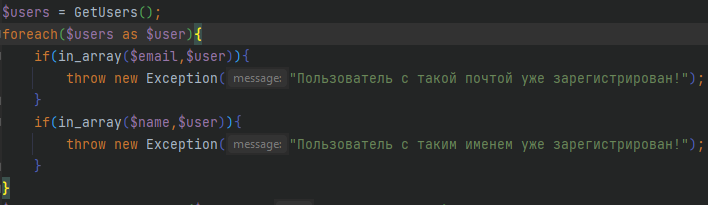 $users = GetUsers();
foreach($users as $user){
if(in_array($email,$user)){
throw new Exception( message: "Пользователь с такой почтой уже зарегистрирован!");
}
if(in_array($name,$user)){
throw new Exception( message: "Пользователь с таким именем уже зарегистрирован!");
}
}